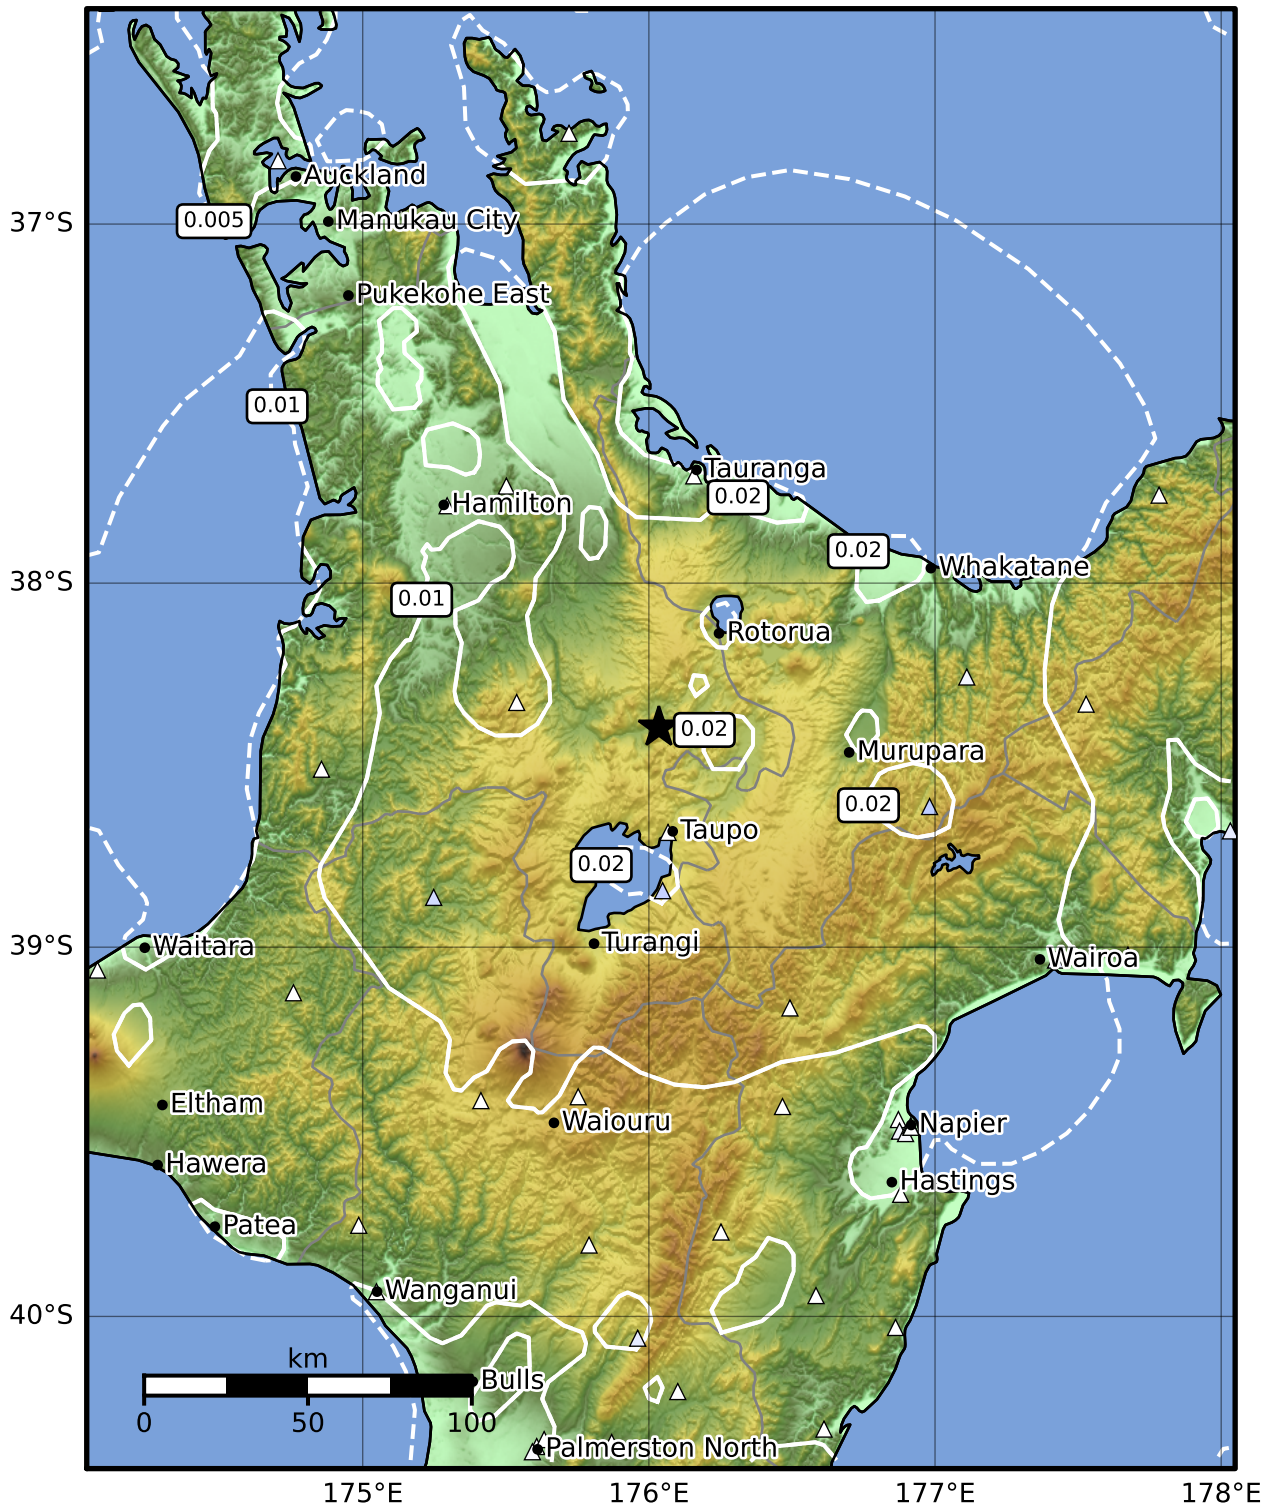 Auckland
0.005
Manukau City
37°S
Pukekohe East
0.01
Tauranga
0.02
Hamilton
0.02
Whakatane
38°S
0.01
Rotorua
0.02
Murupara
0.02
Taupo
0.02
Turangi
39°S
Waitara
Wairoa
Eltham
Waiouru
Napier
Hawera
Hastings
Patea
Wanganui
40°S
km
Bulls
0 50 100
Palmerston North
175°E 176°E 177°E 178°E